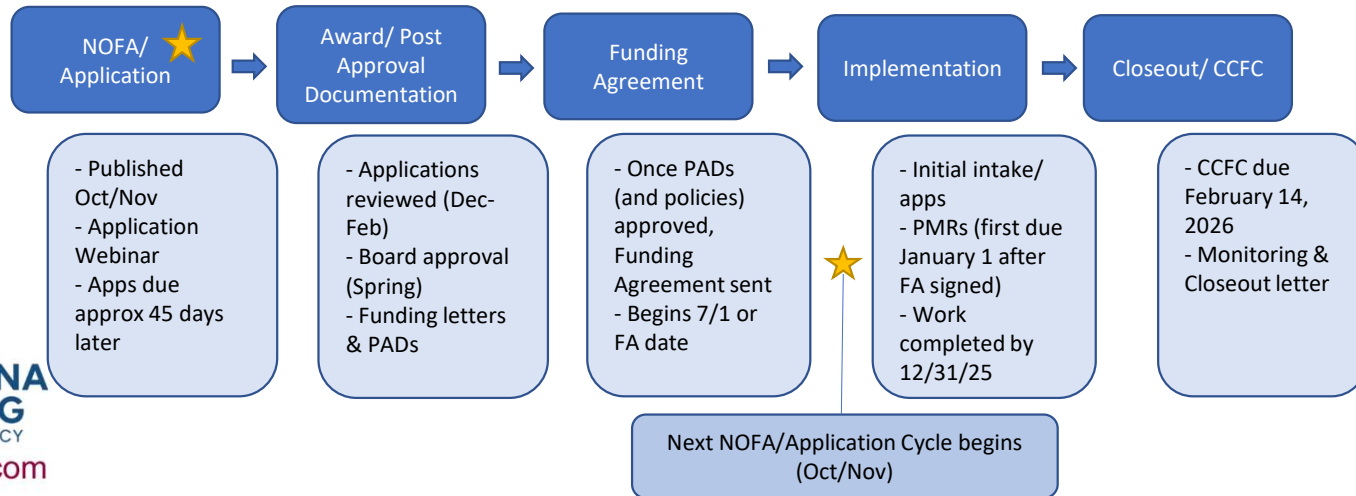 NOFA/
Application
Award/ Post
Approval
Documentation
Funding
Agreement
Implementation
Closeout/ CCFC
- Published
Oct/Nov
- Application
Webinar
- Apps due
approx 45 days
later
- Applications
reviewed (Dec-
Feb)
- Board approval
(Spring)
- Funding letters
& PADs
- Once PADs
(and policies)
approved,
Funding
Agreement sent
- Begins 7/1 or
FA date
- Initial intake/
apps
- PMRs (first due
January 1 after
FA signed)
- Work
completed by
12/31/25
- CCFC due
February 14,
2026
- Monitoring &
Closeout letter
Next NOFA/Application Cycle begins
(Oct/Nov)
NA
G
CY
com